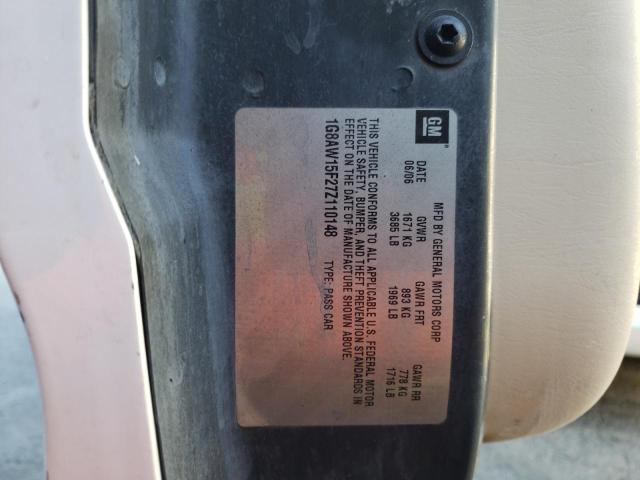 GM
MFD BY GENERAL MOTORS CORP
DATE GVWR GAWR FRT GAWR RR
06/06 1671 KG 893 KG 778 KG
3685 LB 1969 LB 1716 LB
THIS VEHICLE CONFORMS TO ALL APPLICABLE U.S. FEDERAL MOTOR
VEHICLE SAFETY, BUMPER, AND THEFT PREVENTION STANDARDS IN
EFFECT ON THE DATE OF MANUFACTURE SHOWN ABOVE.
1G8AW15F27Z110148 TYPE: PASS CAR